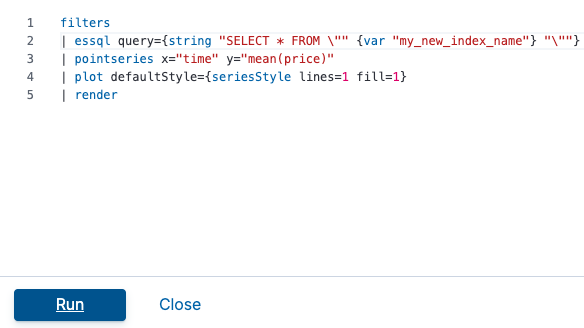 1 filters
2 | essql query={string "SELECT * FROM \"" {var "my_new_index_name"} "\""}
3 | pointseries x="time" y="mean(price)"
4 | plot defaultStyle={seriesStyle lines=1 fill=1}
5 | render
Run Close